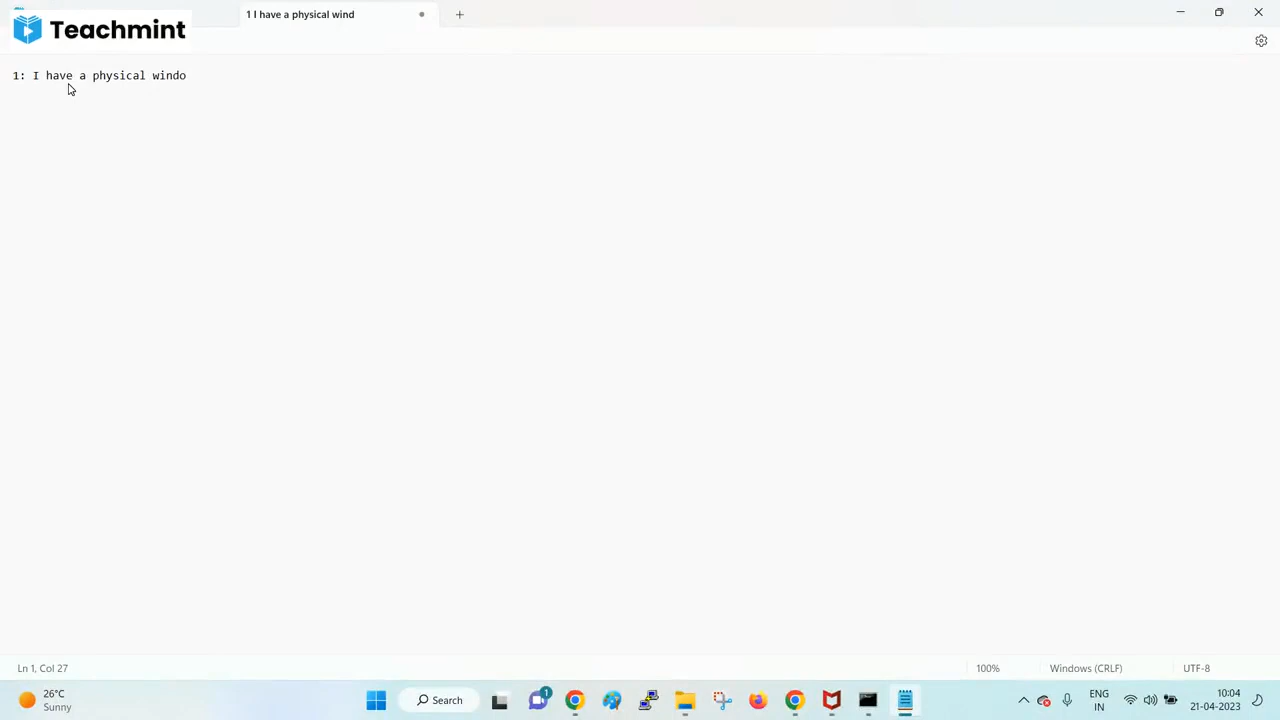 1 I have a physical wind
Teachmint
1: I have a physical windo
Ln 1, Col 27
100%
Windows (CRLF)
UTF-8
26°C
Sunny
Search
1
ENG
IN
10:04
21-04-2023